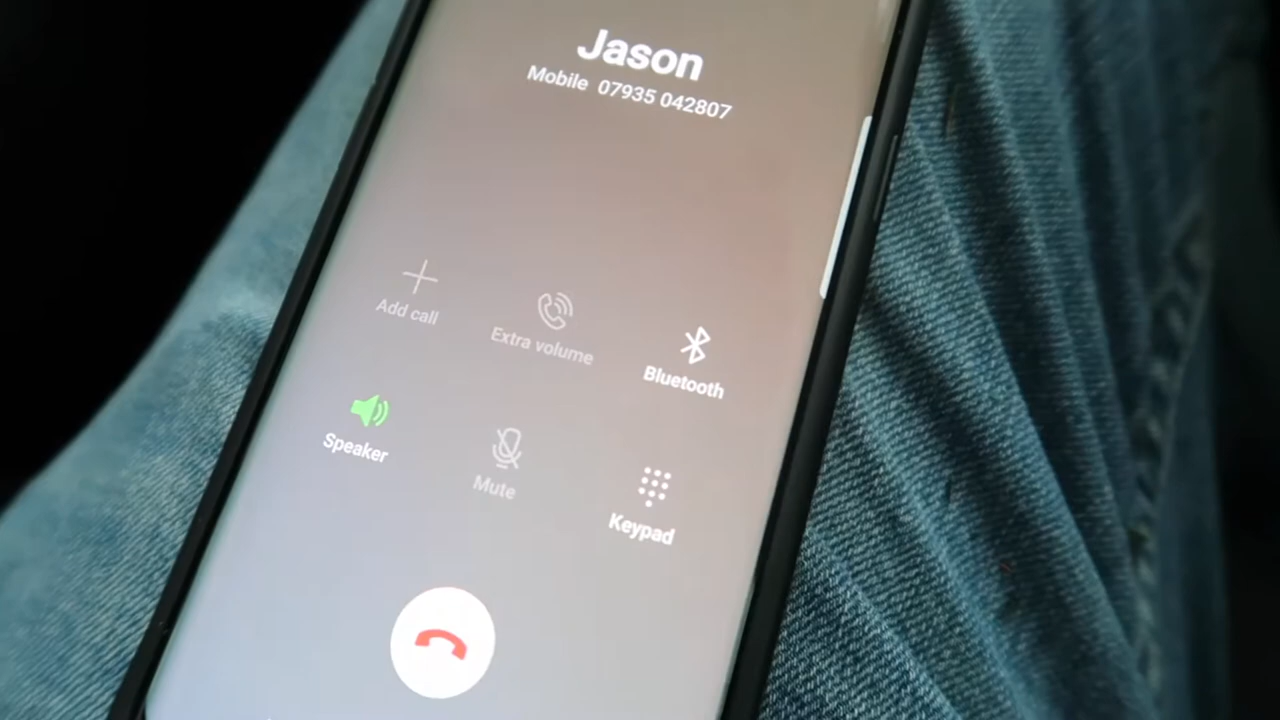 Jason
Mobile 07935 042807
Add call
Extra volume
Bluetooth
Speaker
Mute
Keypad